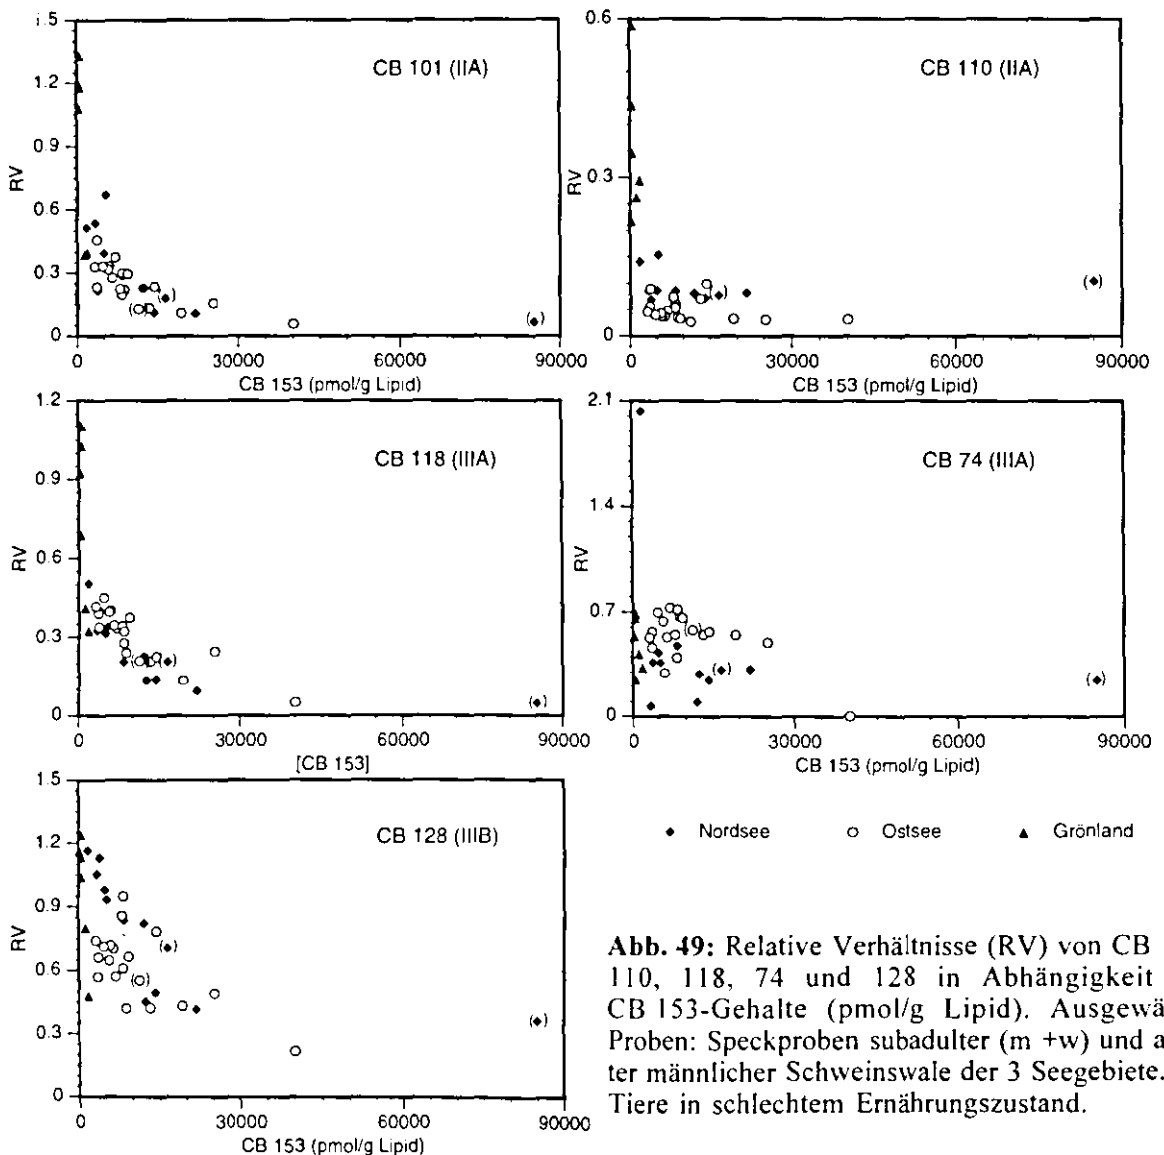 CB 101 (IIA)
RV
1.5
1.2
0.9
0.6
0.3
0
0 30000 60000 90000
CB 153 (pmol/g Lipid)
CB 110 (IIA)
RV
0.6
0.3
0
0 30000 60000 90000
CB 153 (pmol/g Lipid)
CB 118 (IIIA)
RV
1.2
0.9
0.6
0.3
0
0 30000 60000 90000
[CB 153]
CB 74 (IIIA)
RV
2.1
1.4
0.7
0
0 30000 60000 90000
CB 153 (pmol/g Lipid)
CB 128 (IIIB)
RV
1.5
1.2
0.9
0.6
0.3
0
0 30000 60000 90000
CB 153 (pmol/g Lipid)
Nordsee Ostsee Grönland
Abb. 49: Relative Verhältnisse (RV) von CB
110, 118, 74 und 128 in Abhängigkeit
CB 153-Gehalte (pmol/g Lipid). Ausgewä
Proben: Speckproben subadulter (m +w) und a
ter männlicher Schweinswale der 3 Seegebiete.
Tiere in schlechtem Ernährungszustand.